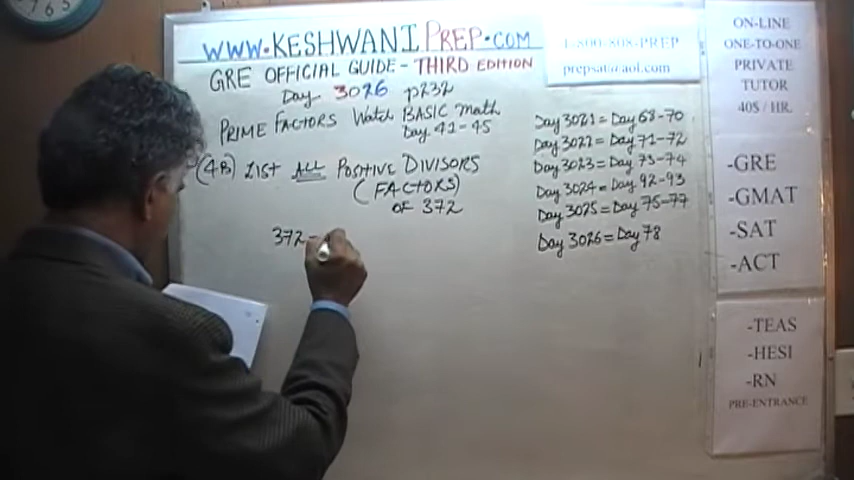 WWW.KESHWANIPREP.COM
GRE OFFICIAL GUIDE - THIRD EDITION
Day 3026 p232
PRIME FACTORS Watch BASIC Math
Day 41-45
(4B) LIST ALL POSITIVE DIVISORS
(FACTORS)
OF 372
372 =
1-800-808-PREP
prepsat@aol.com
Day 3021 = Day 68-70
Day 3022 = Day 71-72
Day 3023 = Day 73-74
Day 3024 = Day 92-93
Day 3025 = Day 75-77
Day 3026 = Day 78
ON-LINE
ONE-TO-ONE
PRIVATE
TUTOR
40$ / HR.
-GRE
-GMAT
-SAT
-ACT
-TEAS
-HESI
-RN
PRE-ENTRANCE
7 6 5